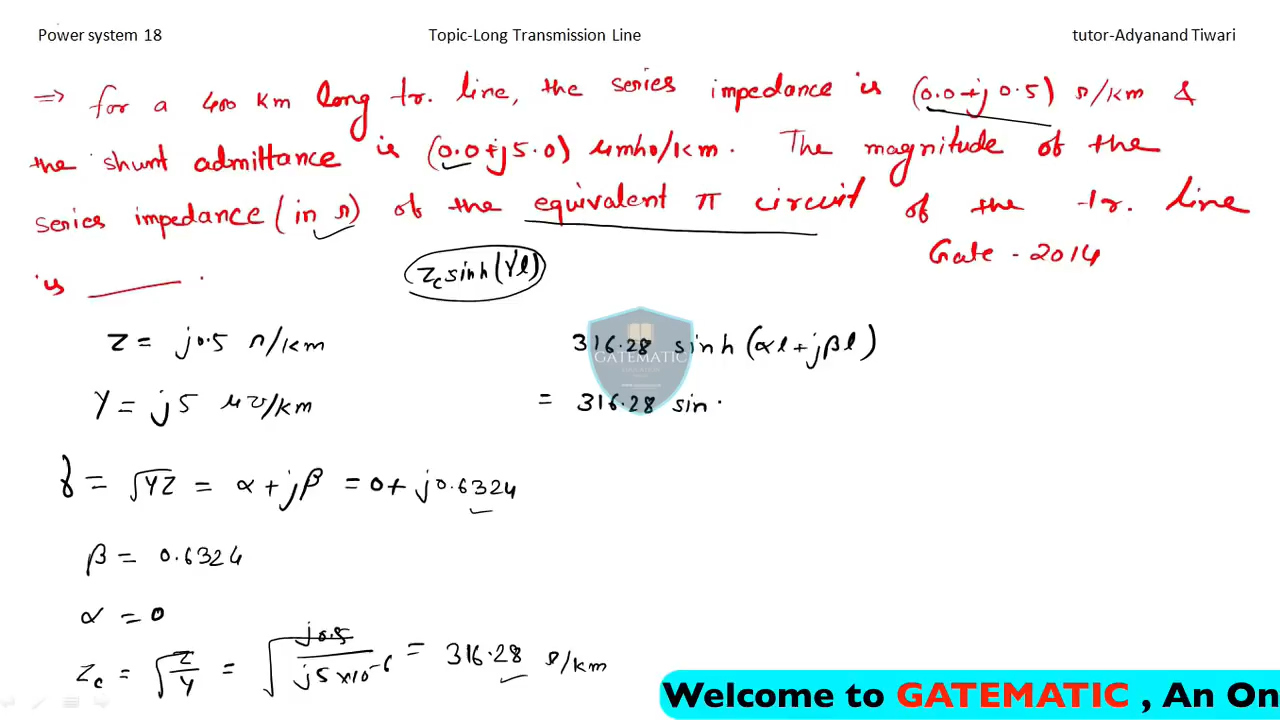 Power system 18 Topic-Long Transmission Line tutor-Adyanand Tiwari
⇒ for a 400 km long tr. line, the series impedance is (0.0+j 0.5) Ω/km &
the shunt admittance is (0.0+j5.0) μmho/km. The magnitude of the
series impedance (in Ω) of the equivalent π circuit of the tr. line
is ______ .
Gate - 2014
Zc sinh(γl)
Z = j0.5 Ω/km
Y = j5 μ℧/km
γ = √YZ = α + jβ = 0+ j0.6324
β = 0.6324
α = 0
Zc = √Z/Y = √j0.5/j5×10⁻⁶ = 316.28 Ω/km
316.28 sinh (αl+jβl)
= 316.28 sin .
GATEMATIC
Welcome to GATEMATIC , An On